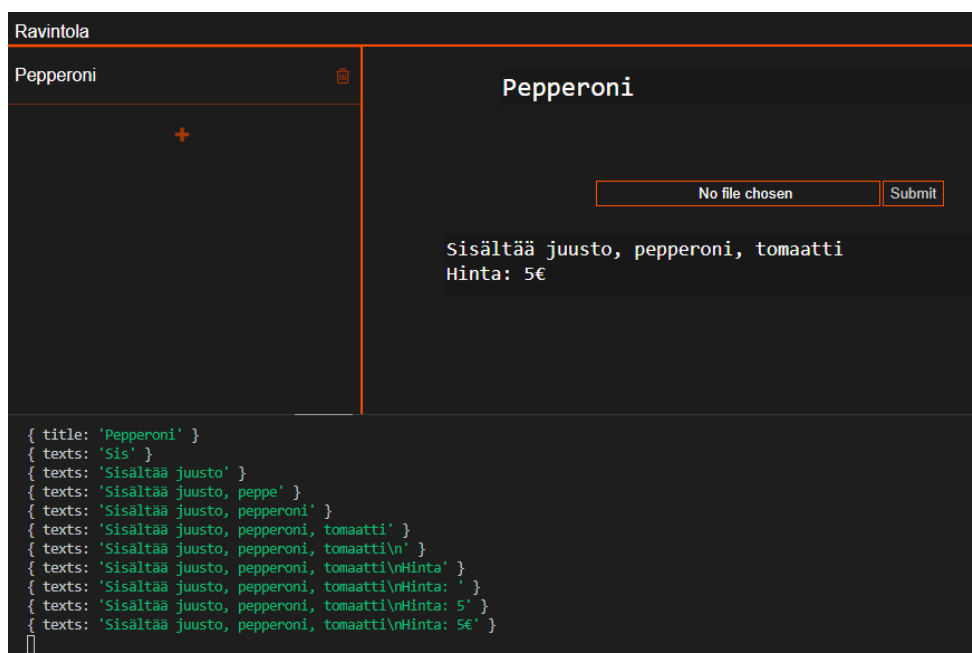 Ravintola
Pepperoni
Pepperoni
No file chosen
Submit
Sisältää juusto, pepperoni, tomaatti
Hinta: 5€
{ title: 'Pepperoni' }
{ texts: 'Sis' }
{ texts: 'Sisältää juusto' }
{ texts: 'Sisältää juusto, peppe' }
{ texts: 'Sisältää juusto, pepperoni' }
{ texts: 'Sisältää juusto, pepperoni, tomaatti' }
{ texts: 'Sisältää juusto, pepperoni, tomaatti\n' }
{ texts: 'Sisältää juusto, pepperoni, tomaatti\nHinta' }
{ texts: 'Sisältää juusto, pepperoni, tomaatti\nHinta: ' }
{ texts: 'Sisältää juusto, pepperoni, tomaatti\nHinta: 5' }
{ texts: 'Sisältää juusto, pepperoni, tomaatti\nHinta: 5€' }